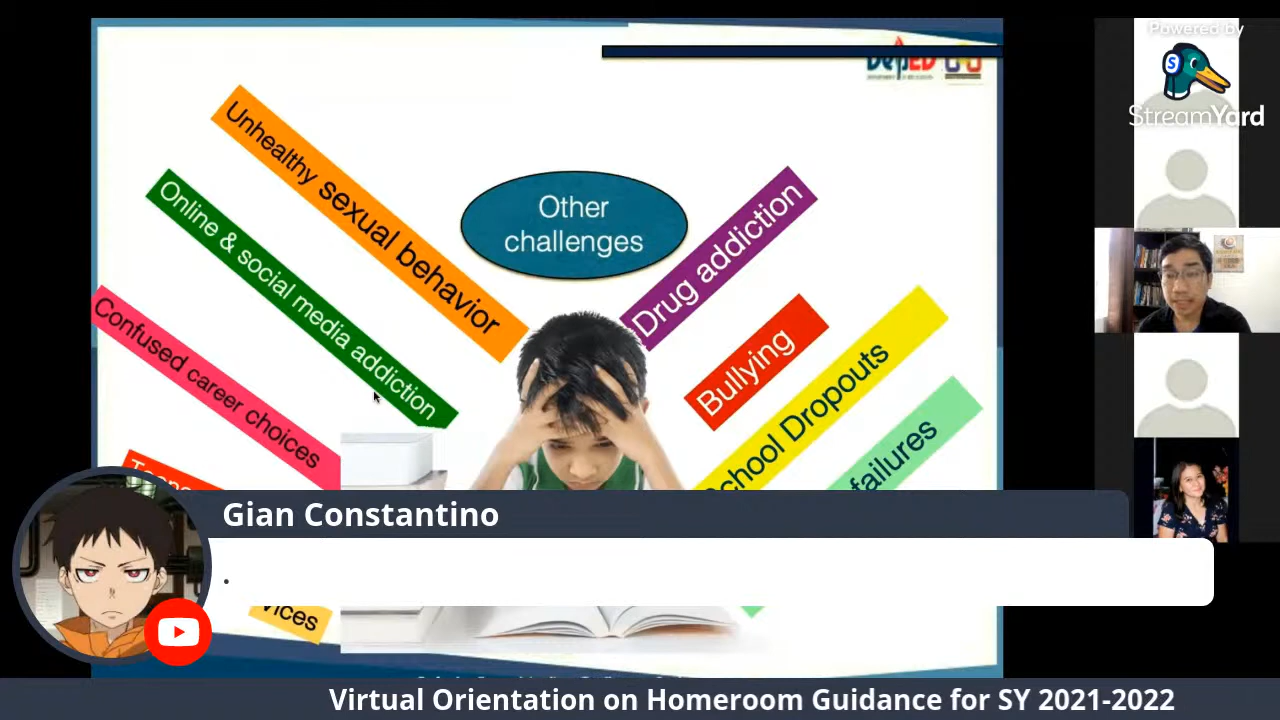 Powered by
StreamYard
DepED
Unhealthy sexual behavior
Online & social media addiction
Confused career choices
Other
challenges
Drug addiction
Bullying
School Dropouts
failures
vices
Gian Constantino
.
Virtual Orientation on Homeroom Guidance for SY 2021-2022